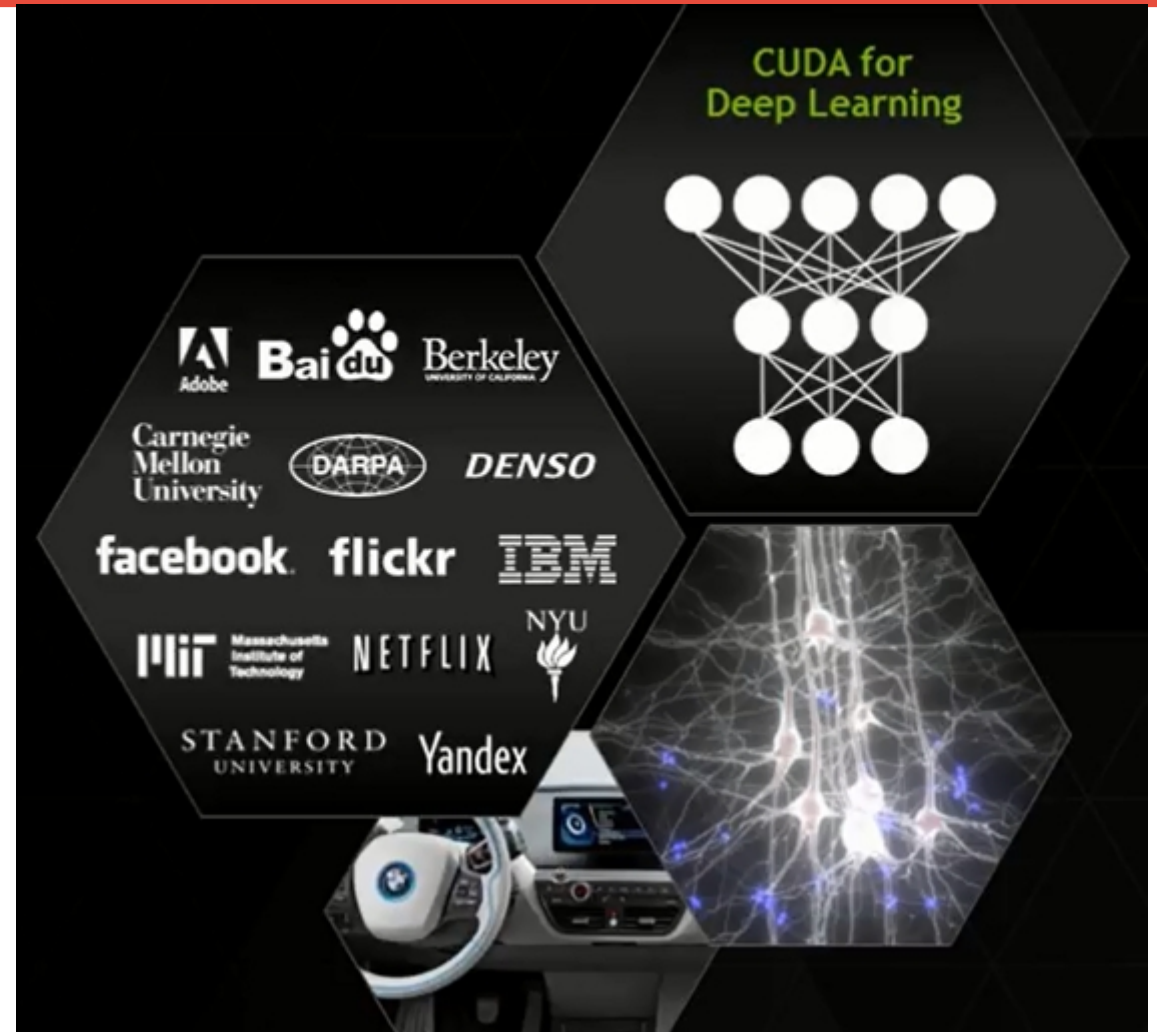 CUDA for
Deep Learning
Adobe
Baidu
Berkeley
UNIVERSITY OF CALIFORNIA
Carnegie
Mellon
University
DARPA
DENSO
facebook
flickr
IBM
MIT
Massachusetts
Institute of
Technology
NETFLIX
NYU
STANFORD
UNIVERSITY
Yandex